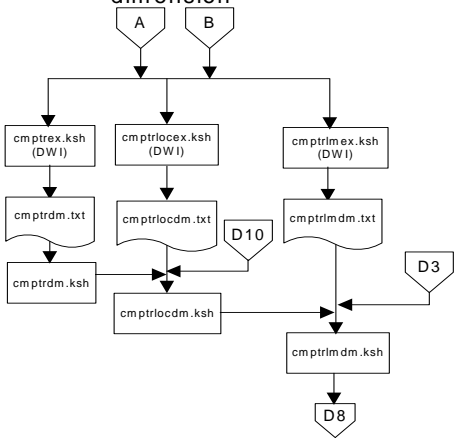 dimension
A
B
cmptrex.ksh
(DWI)
cmptrlocex.ksh
(DWI)
cmptrlmex.ksh
(DWI)
cmptrdm.txt
cmptrlocdm.txt
cmptrlmdm.txt
D10
D3
cmptrdm.ksh
cmptrlocdm.ksh
cmptrlmdm.ksh
D8